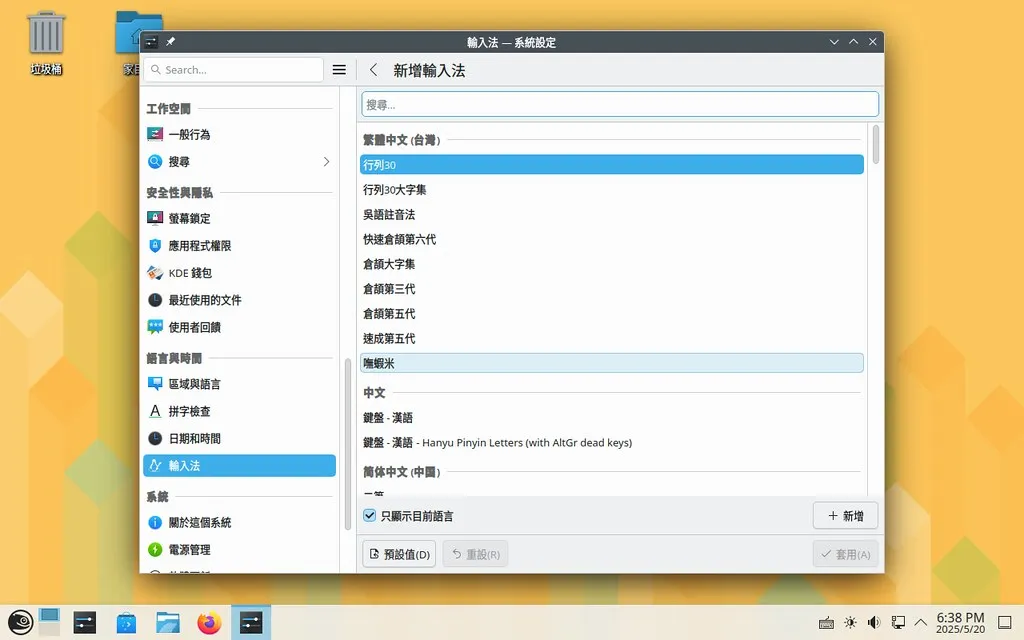 垃圾桶
輸入法 — 系統設定
Search...
新增輸入法
搜尋...
工作空間
一般行為
搜尋
安全性與隱私
螢幕鎖定
應用程式權限
KDE 錢包
最近使用的文件
使用者回饋
語言與時間
區域與語言
拼字檢查
日期和時間
輸入法
系統
關於這個系統
電源管理
繁體中文 (台灣)
行列30
行列30大字集
吳語註音法
快速倉頡第六代
倉頡大字集
倉頡第三代
倉頡第五代
速成第五代
嘸蝦米
中文
鍵盤 - 漢語
鍵盤 - 漢語 - Hanyu Pinyin Letters (with AltGr dead keys)
简体中文 (中国)
只顯示目前語言
新增
預設值(D)
重設(R)
套用(A)
6:38 PM
2025/5/20